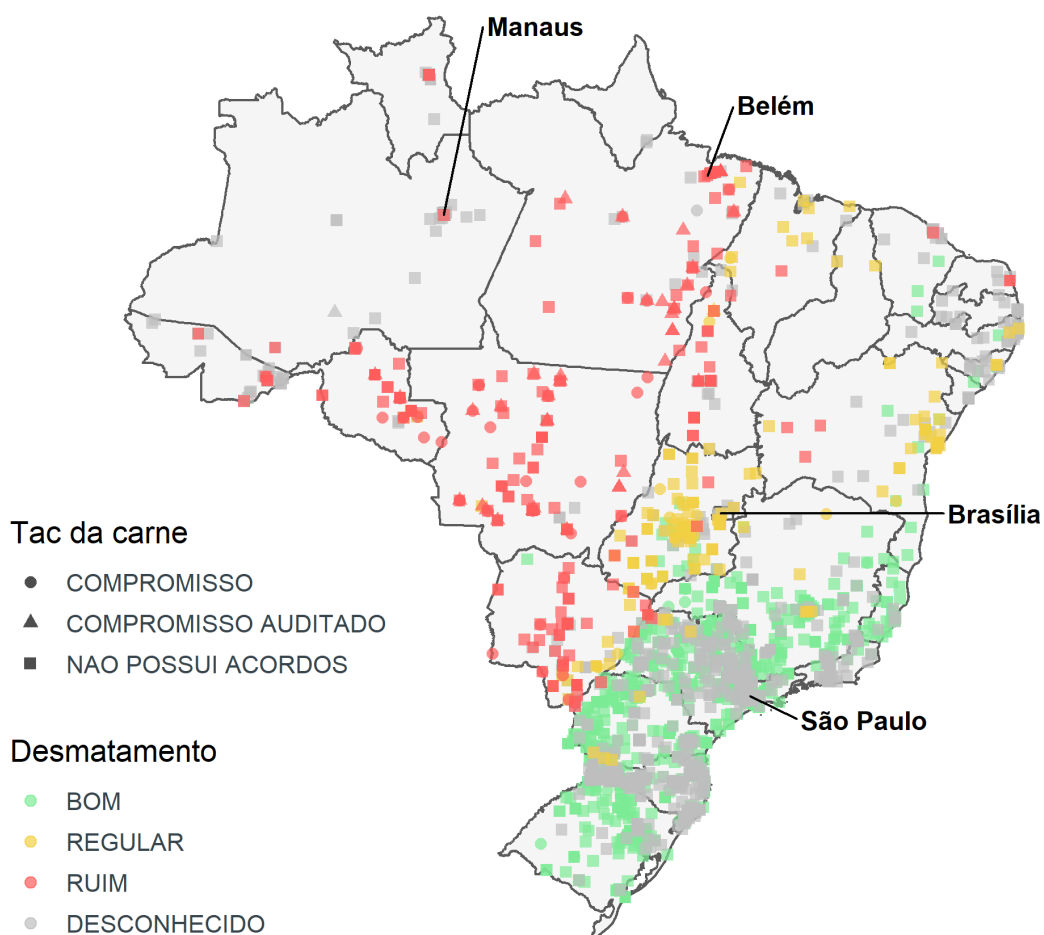 Manaus
Belém
Brasília
São Paulo
Tac da carne
COMPROMISSO
COMPROMISSO AUDITADO
NAO POSSUI ACORDOS
Desmatamento
BOM
REGULAR
RUIM
DESCONHECIDO